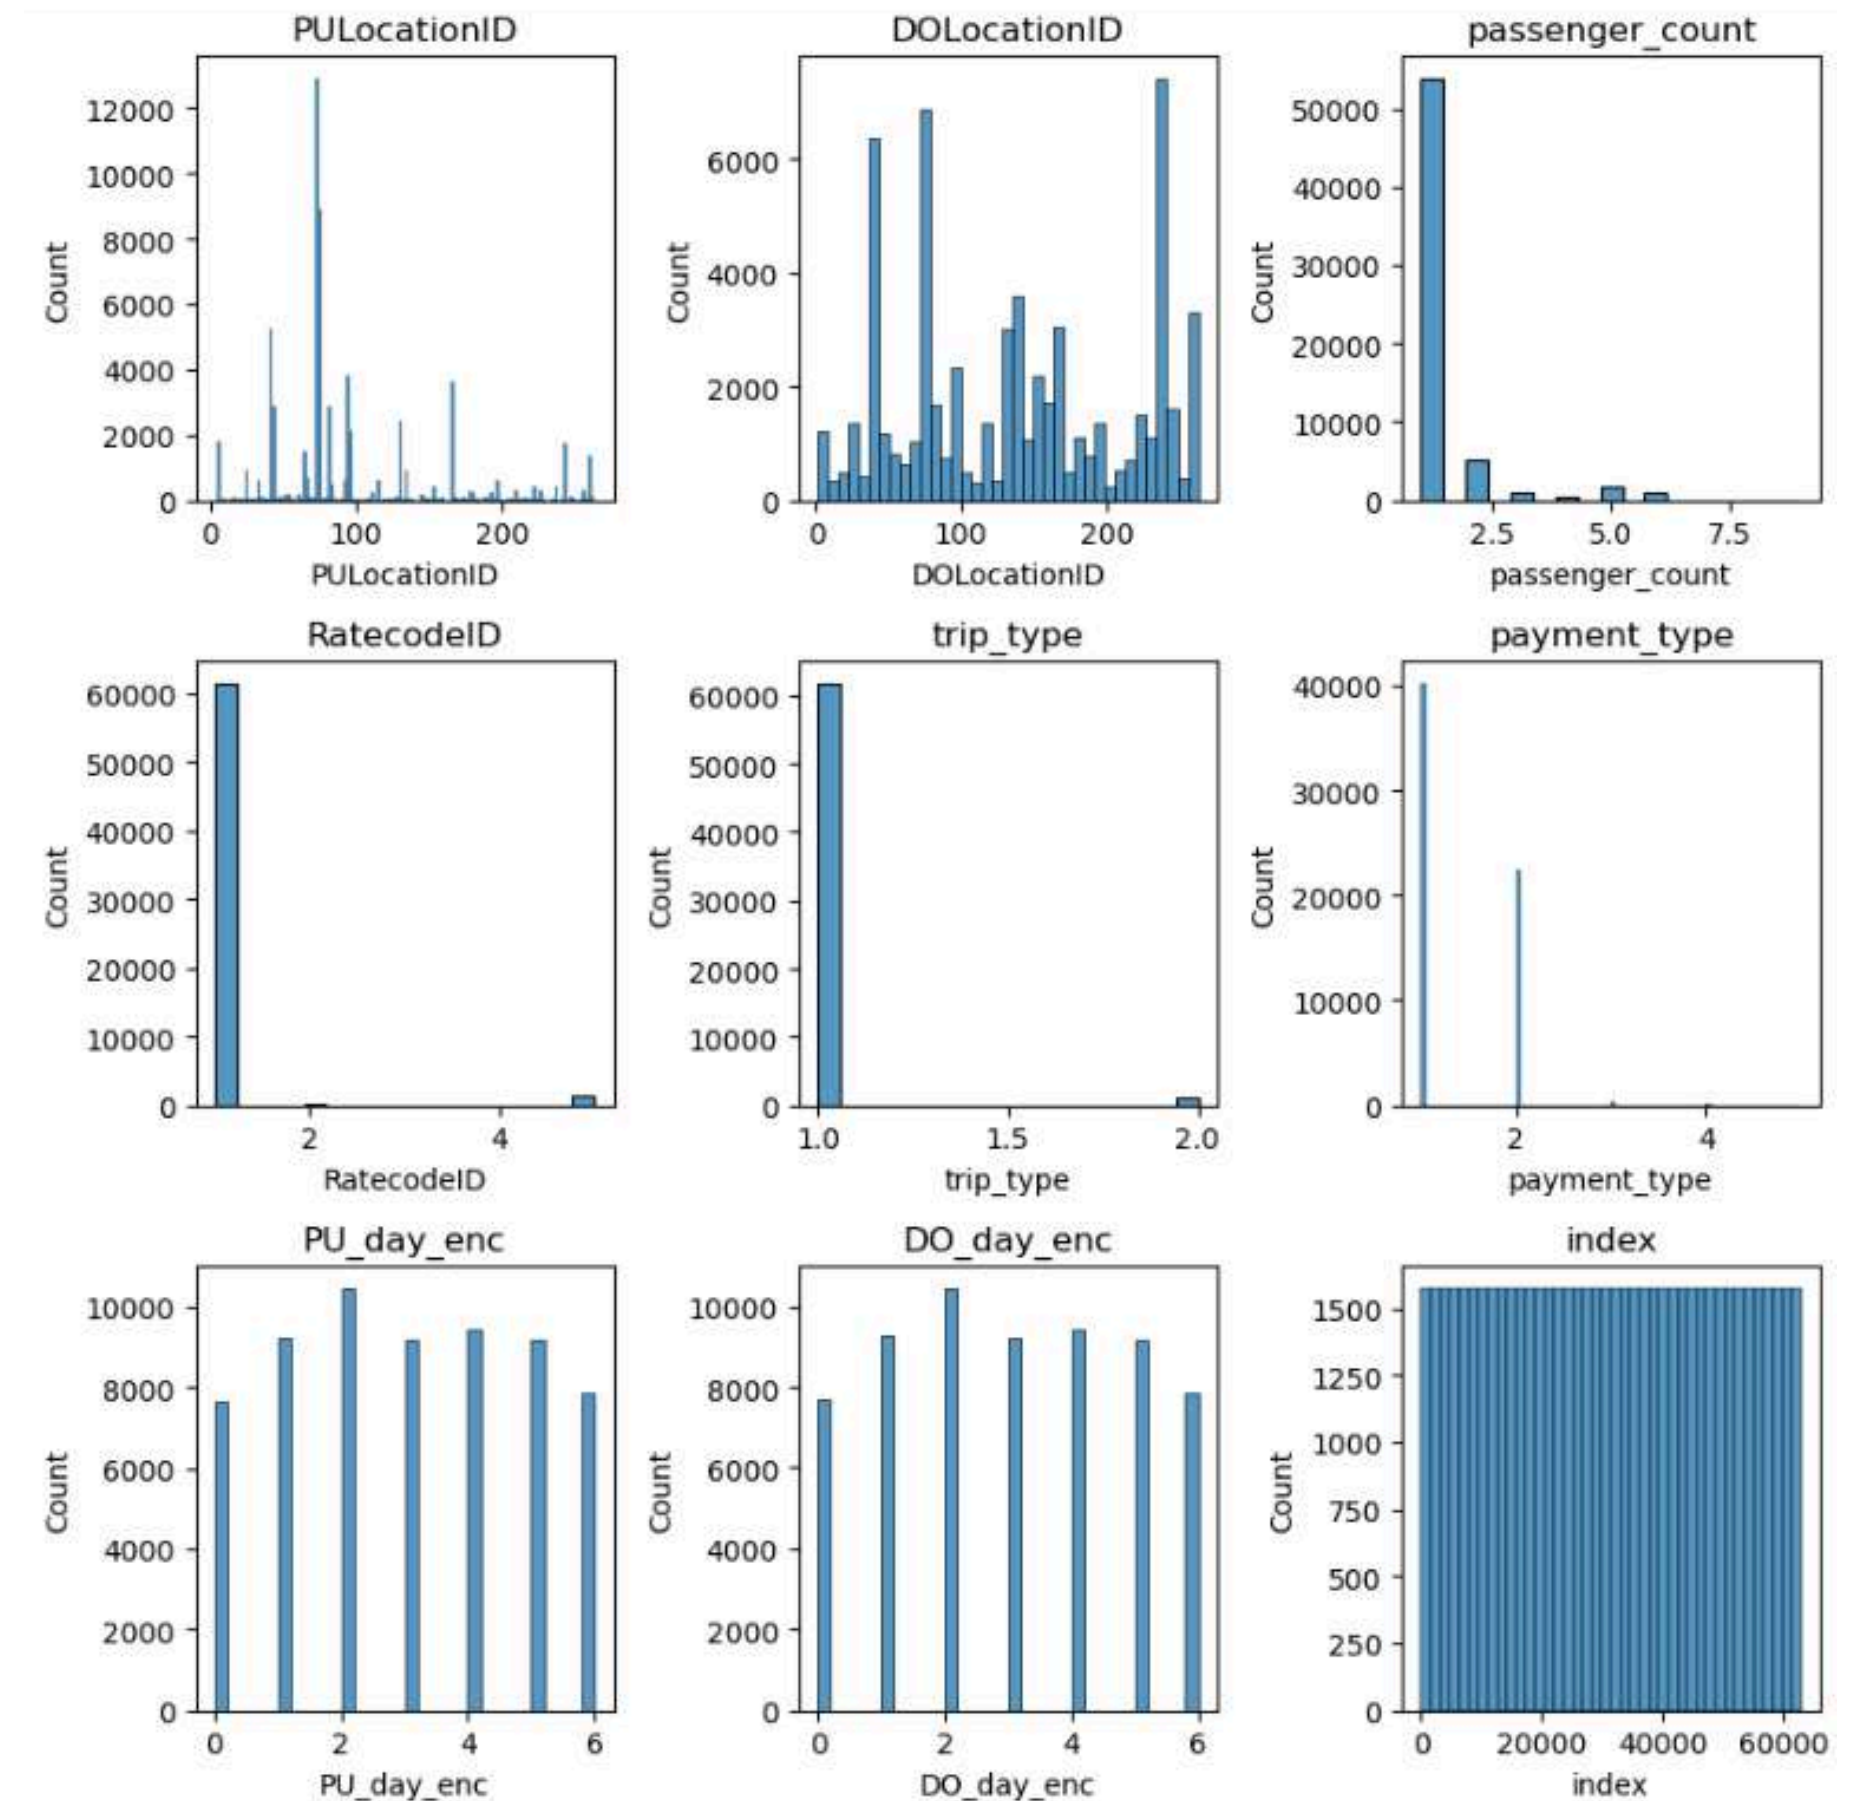 PULocationID
DOLocationID
passenger_count
12000
10000
8000
6000
4000
2000
0
Count
0 100 200
PULocationID
6000
4000
2000
0
Count
0 100 200
DOLocationID
50000
40000
30000
20000
10000
0
Count
2.5 5.0 7.5
passenger_count
RatecodeID
trip_type
payment_type
60000
50000
40000
30000
20000
10000
0
Count
2 4
RatecodeID
60000
50000
40000
30000
20000
10000
0
Count
1.0 1.5 2.0
trip_type
40000
30000
20000
10000
0
Count
2 4
payment_type
PU_day_enc
DO_day_enc
index
10000
8000
6000
4000
2000
0
Count
0 2 4 6
PU_day_enc
10000
8000
6000
4000
2000
0
Count
0 2 4 6
DO_day_enc
1500
1250
1000
750
500
250
0
Count
0 20000 40000 60000
index